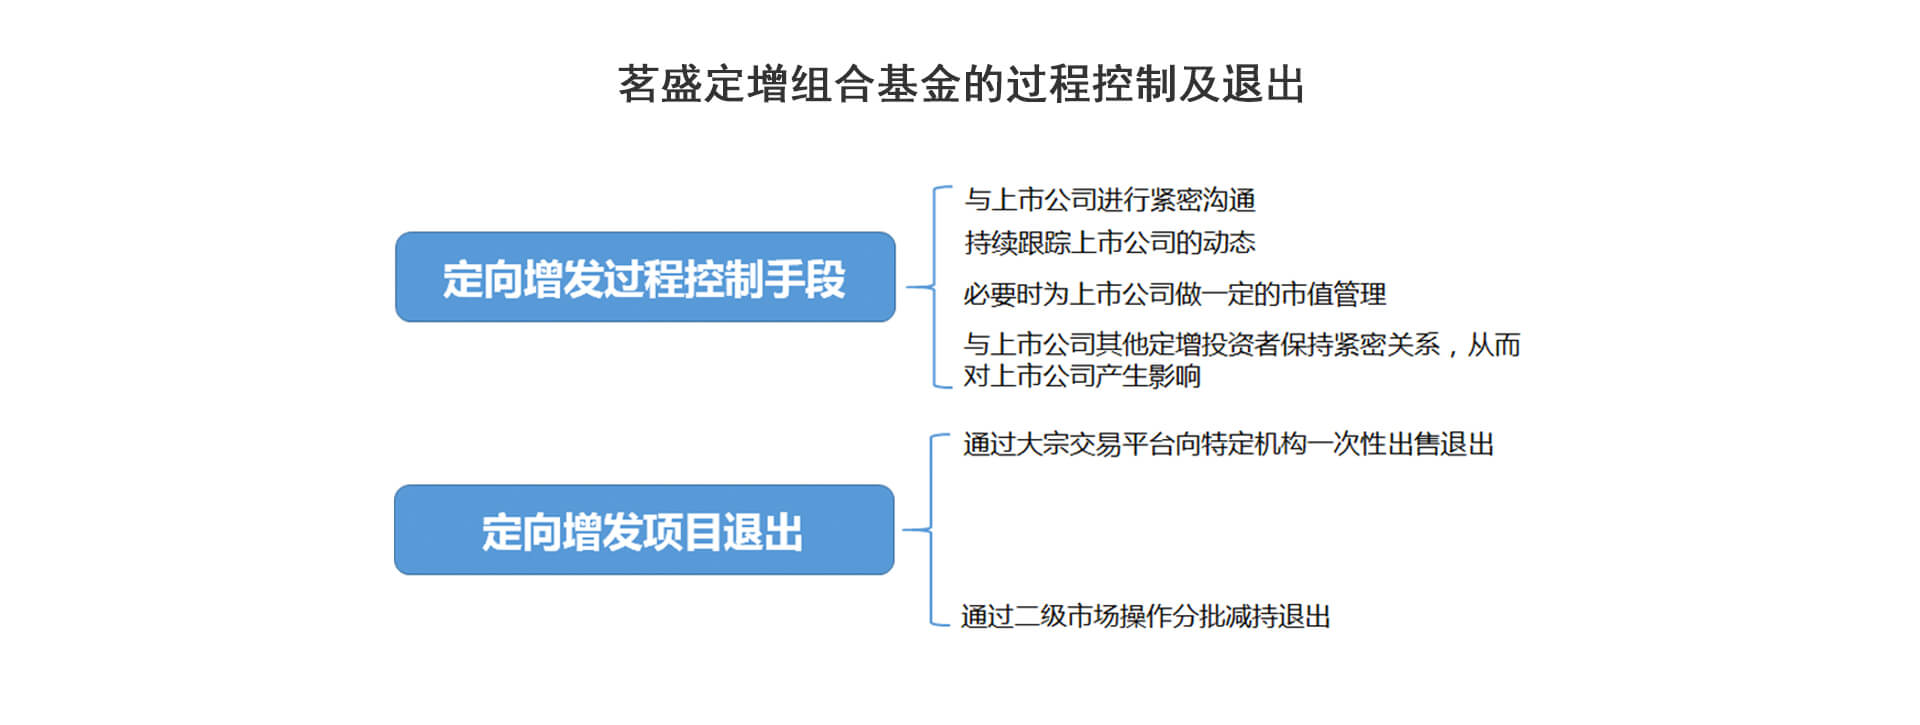 茗盛定增组合基金的过程控制及退出
定向增发过程控制手段
与上市公司进行紧密沟通
持续跟踪上市公司的动态
必要时为上市公司做一定的市值管理
与上市公司其他定增投资者保持紧密关系，从而
对上市公司产生影响
定向增发项目退出
通过大宗交易平台向特定机构一次性出售退出
通过二级市场操作分批减持退出